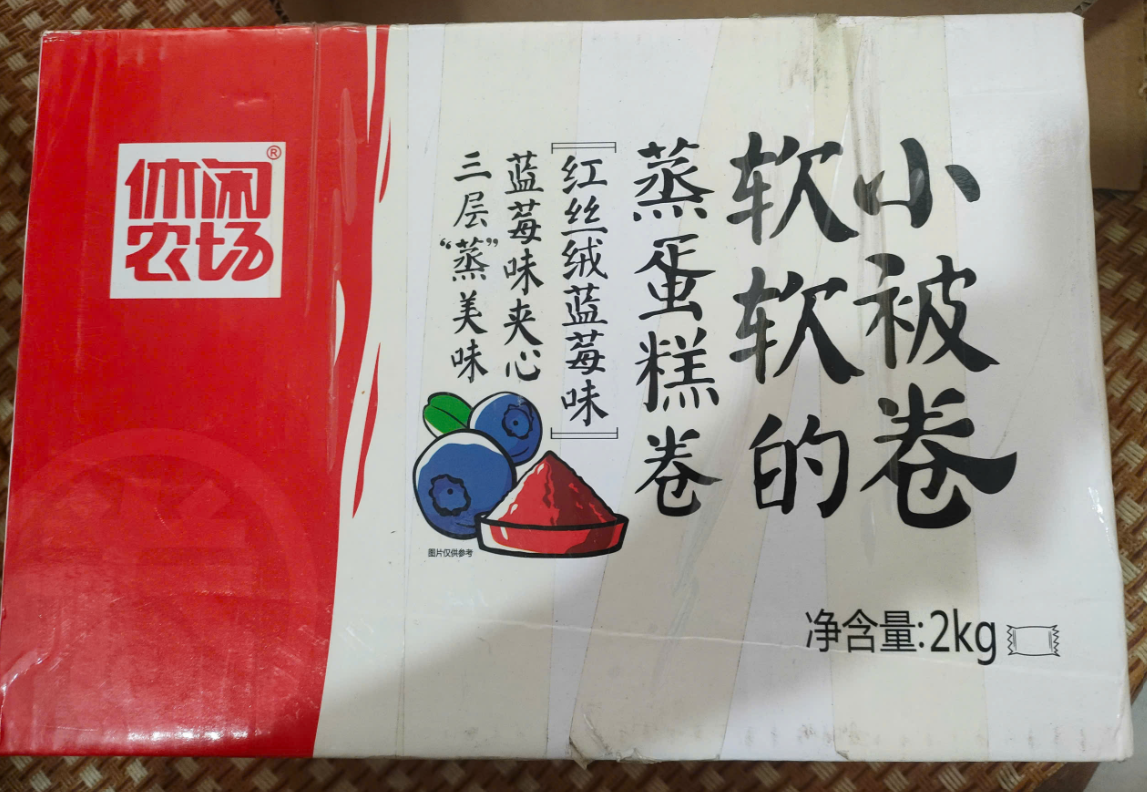 休闲
农场®
小被卷
软软的
蒸蛋糕卷
[红丝绒蓝莓味]
蓝莓味夹心
三层“蒸”美味
图片仅供参考
净含量:2kg